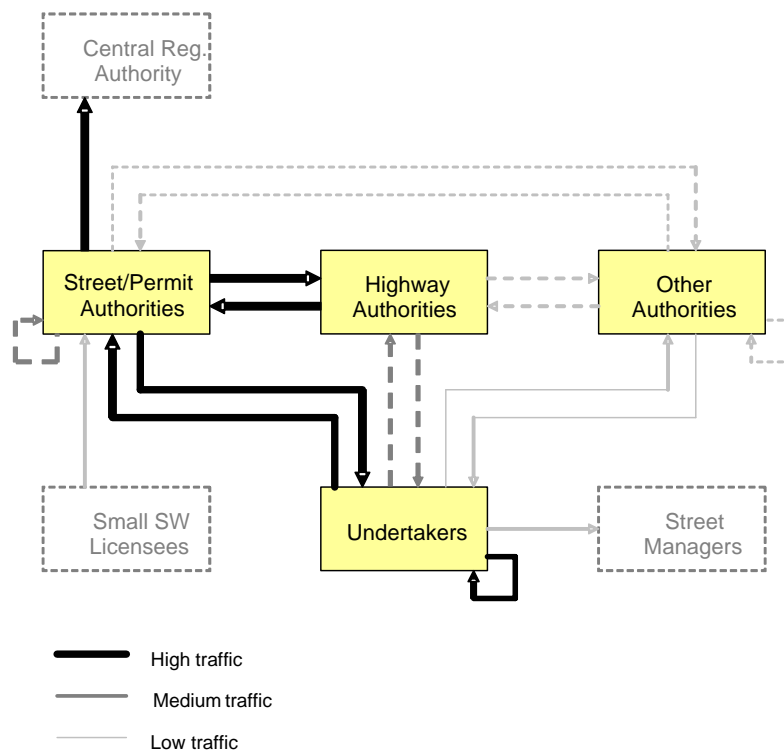 Central Reg.
Authority
Street/Permit
Authorities
Highway
Authorities
Other
Authorities
Small SW
Licensees
Undertakers
Street
Managers
High traffic
Medium traffic
Low traffic